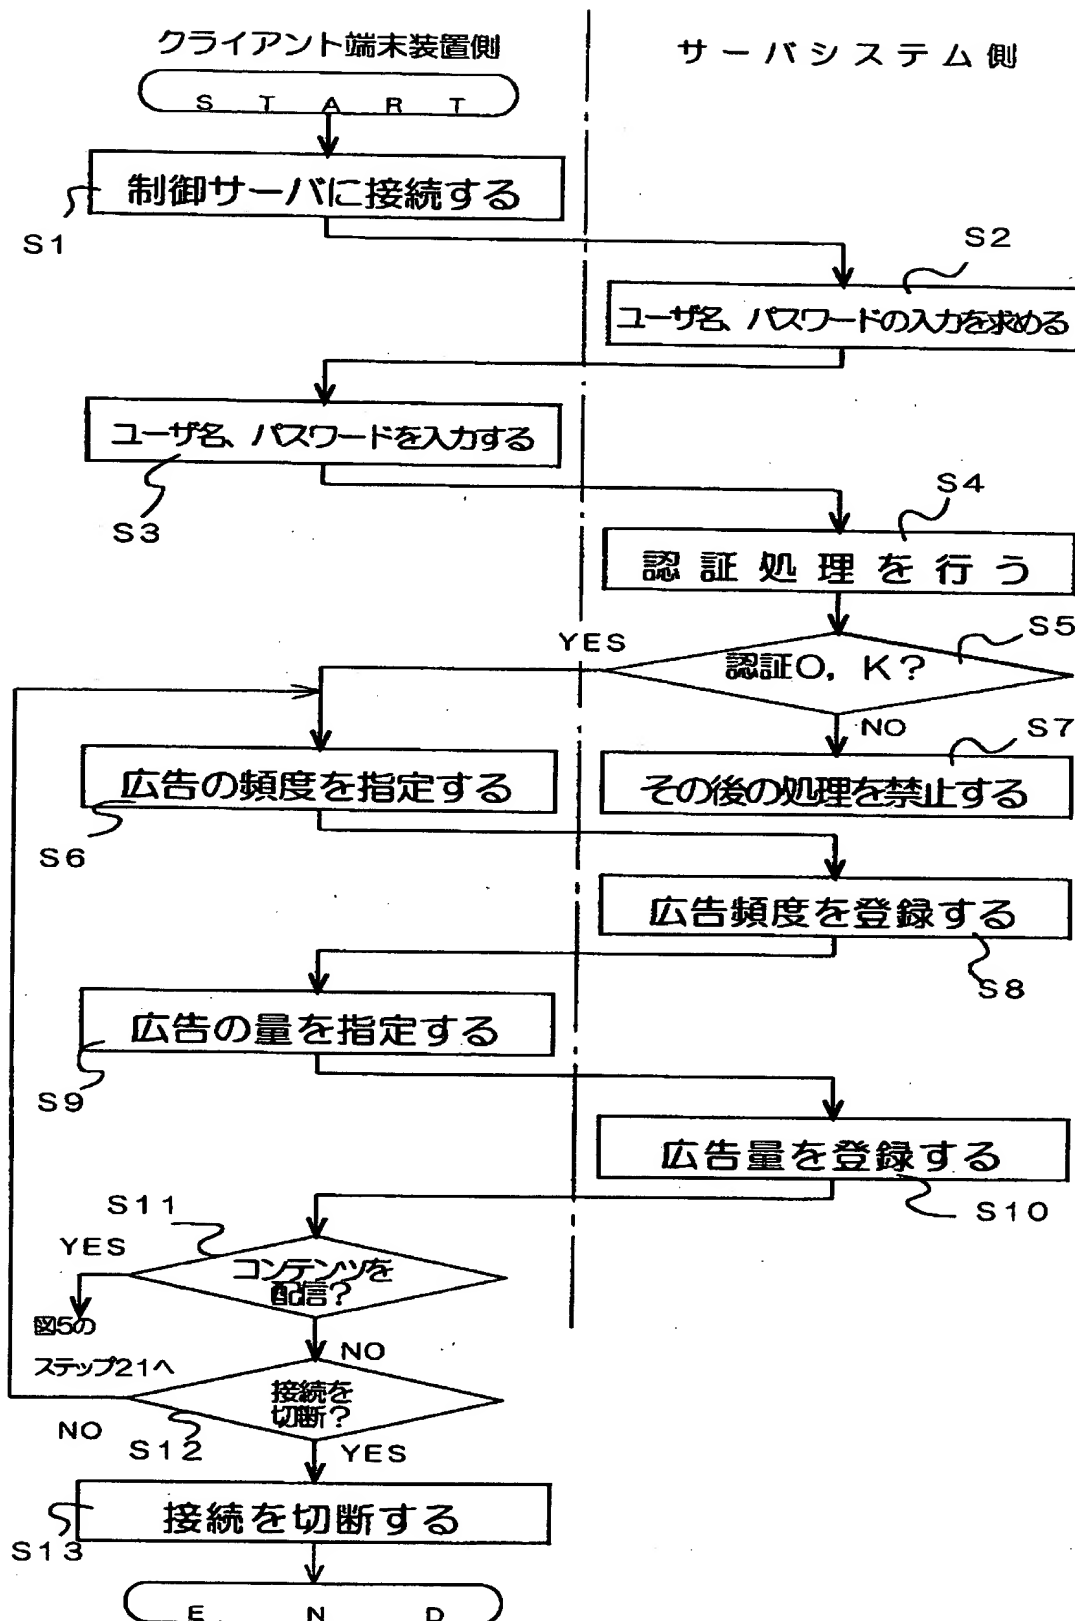 クライアント端末装置側
サーバシステム側
START
制御サーバに接続する
S1
S2
ユーザ名、パスワードの入力を求める
ユーザ名、パスワードを入力する
S3
S4
認証処理を行う
S5
YES
認証O，K？
NO
S7
広告の頻度を指定する
その後の処理を禁止する
S6
広告頻度を登録する
S8
広告の量を指定する
S9
広告量を登録する
S10
S11
YES
コンテンツを
配信？
図5の
ステップ21へ
NO
接続を
切断？
NO
S12
YES
接続を切断する
S13
END